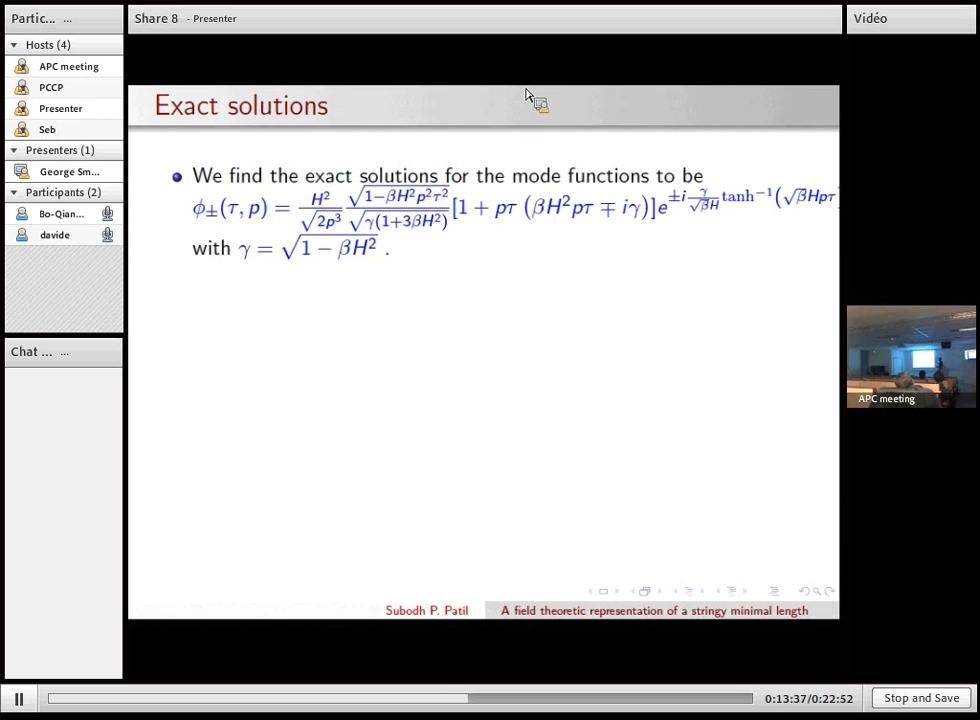 Partic... ...
Hosts (4)
APC meeting
PCCP
Presenter
Seb
Presenters (1)
George Sm...
Participants (2)
Bo-Qian...
davide
Chat ... ...
Share 8 - Presenter
Exact solutions
We find the exact solutions for the mode functions to be
ϕ±(τ, p) = H²/√2p³ √1−βH²p²τ²/√γ(1+3βH²) [1 + pτ (βH²pτ ∓ iγ)]e^±i γ/√βH tanh⁻¹(√βHpτ
with γ = √1 − βH² .
Subodh P. Patil A field theoretic representation of a stringy minimal length
Vidéo
APC meeting
0:13:37/0:22:52
Stop and Save